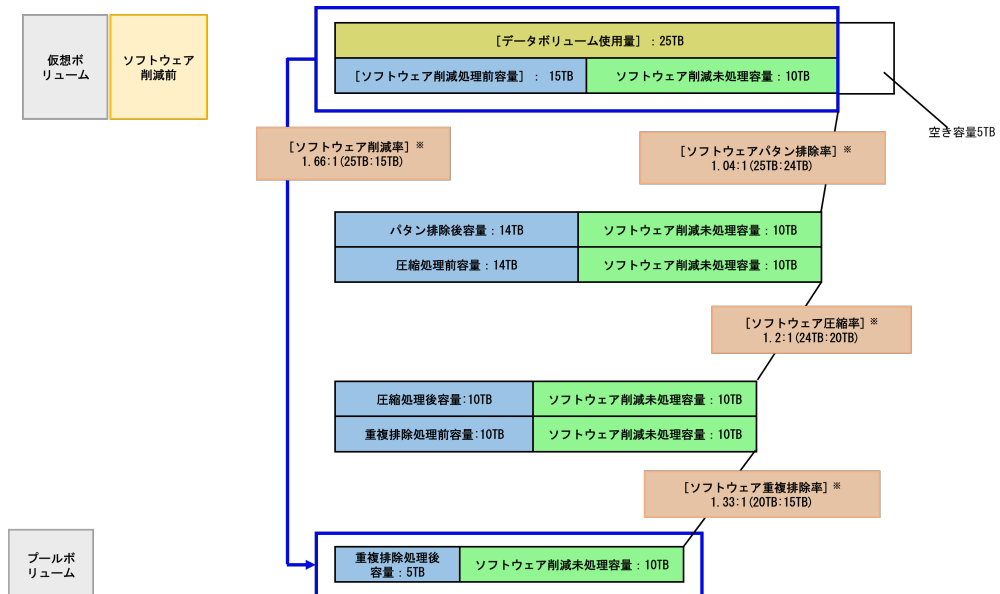 仮想ボ
リューム
ソフトウェア
削減前
[データボリューム使用量] : 25TB
[ソフトウェア削減処理前容量] : 15TB
ソフトウェア削減未処理容量：10TB
空き容量5TB
[ソフトウェア削減率] ※
1.66:1(25TB:15TB)
[ソフトウェアパタン排除率] ※
1.04:1(25TB:24TB)
パタン排除後容量：14TB
ソフトウェア削減未処理容量：10TB
圧縮処理前容量：14TB
ソフトウェア削減未処理容量：10TB
[ソフトウェア圧縮率] ※
1.2:1(24TB:20TB)
圧縮処理後容量:10TB
ソフトウェア削減未処理容量：10TB
重複排除処理前容量:10TB
ソフトウェア削減未処理容量：10TB
[ソフトウェア重複排除率] ※
1.33:1(20TB:15TB)
プールボ
リューム
重複排除処理後
容量：5TB
ソフトウェア削減未処理容量：10TB